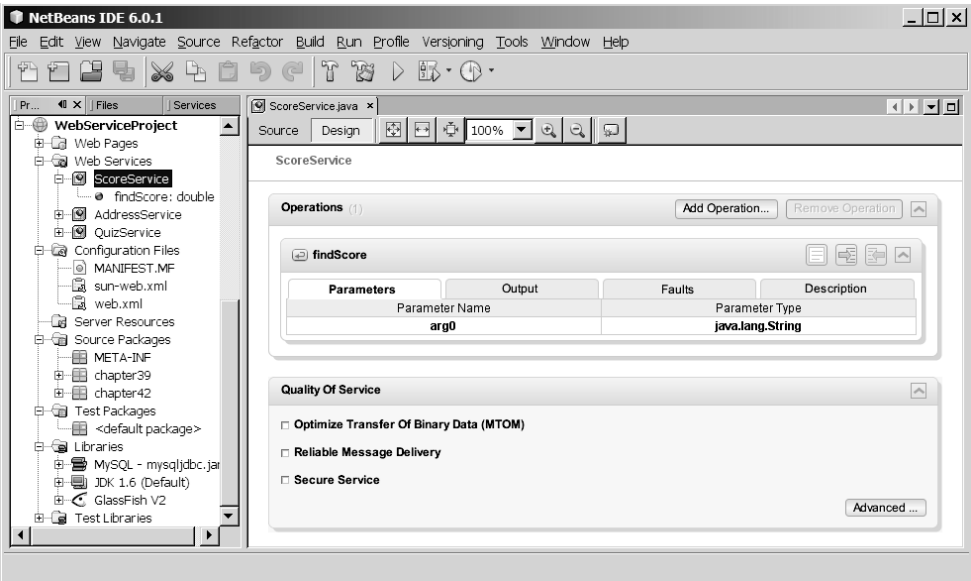 NetBeans IDE 6.0.1
File Edit View Navigate Source Refactor Build Run Profile Versioning Tools Window Help
Pr... Files Services
WebServiceProject
Web Pages
Web Services
ScoreService
findScore: double
AddressService
QuizService
Configuration Files
MANIFEST.MF
sun-web.xml
web.xml
Server Resources
Source Packages
META-INF
chapter39
chapter42
Test Packages
<default package>
Libraries
MySQL - mysqljdbc.jar
JDK 1.6 (Default)
GlassFish V2
Test Libraries
ScoreService.java
Source Design 100%
ScoreService
Operations (1) Add Operation... Remove Operation
findScore
Parameters Output Faults Description
Parameter Name Parameter Type
arg0 java.lang.String
Quality Of Service
Optimize Transfer Of Binary Data (MTOM)
Reliable Message Delivery
Secure Service
Advanced ...